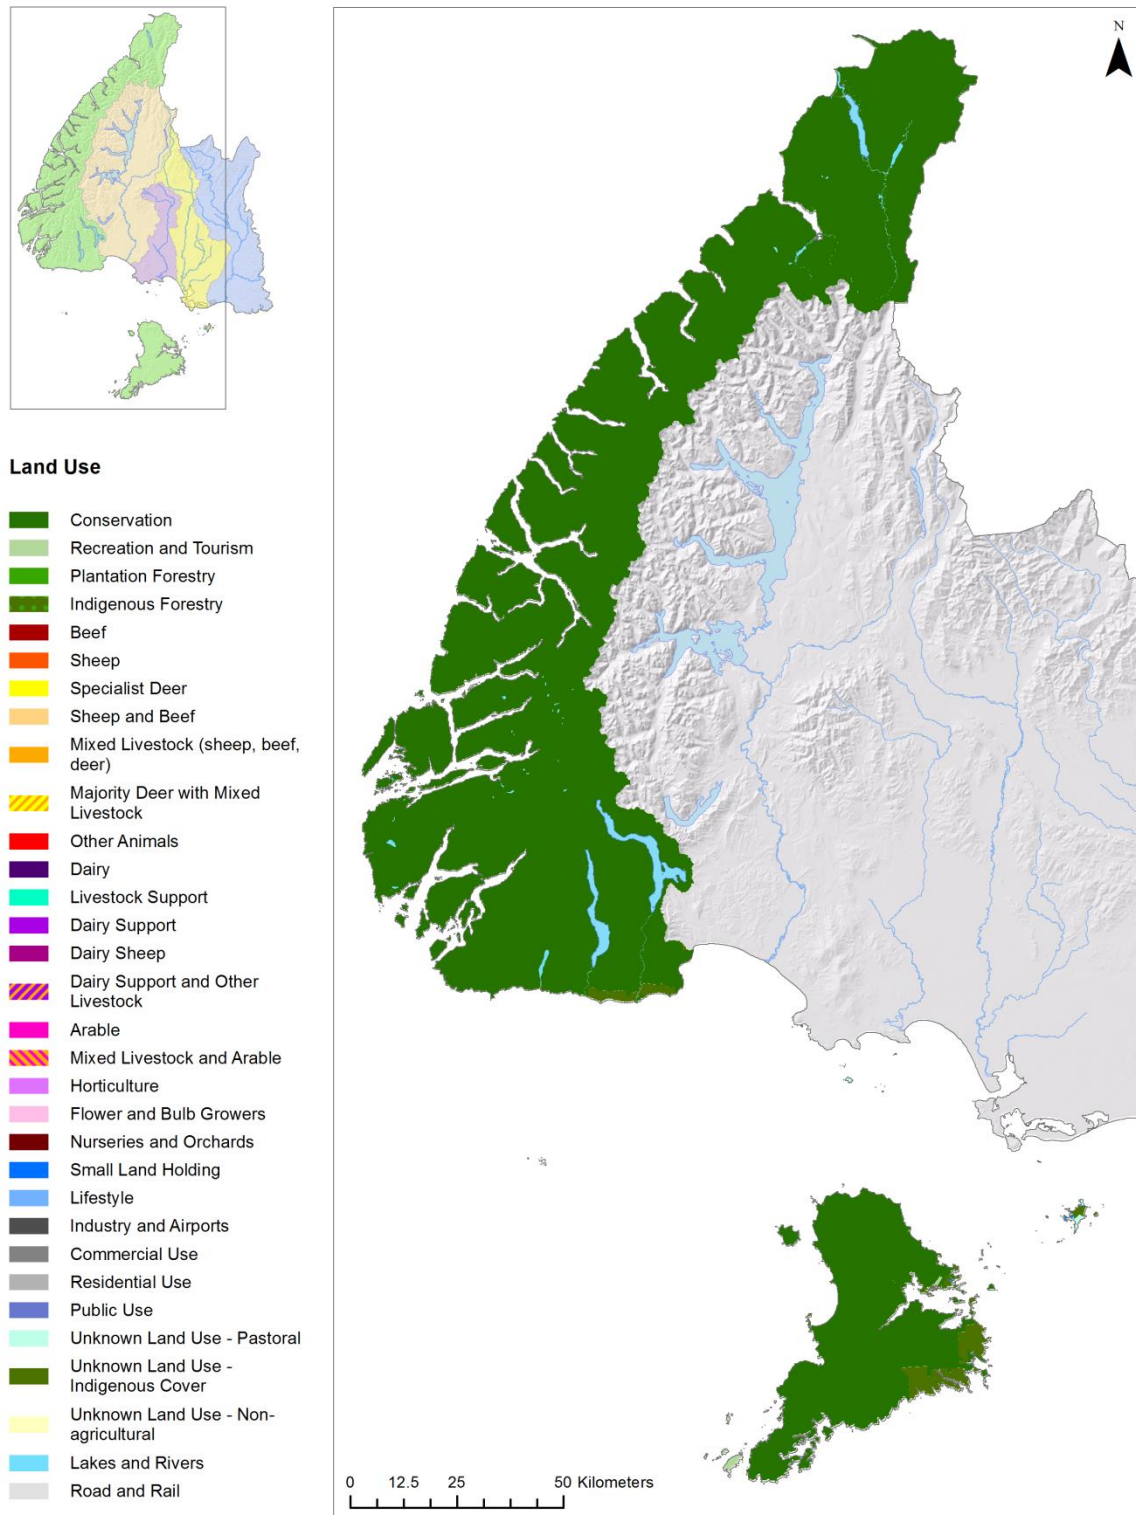 N
Land Use
Conservation
Recreation and Tourism
Plantation Forestry
Indigenous Forestry
Beef
Sheep
Specialist Deer
Sheep and Beef
Mixed Livestock (sheep, beef,
deer)
Majority Deer with Mixed
Livestock
Other Animals
Dairy
Livestock Support
Dairy Support
Dairy Sheep
Dairy Support and Other
Livestock
Arable
Mixed Livestock and Arable
Horticulture
Flower and Bulb Growers
Nurseries and Orchards
Small Land Holding
Lifestyle
Industry and Airports
Commercial Use
Residential Use
Public Use
Unknown Land Use - Pastoral
Unknown Land Use -
Indigenous Cover
Unknown Land Use - Non-
agricultural
Lakes and Rivers
Road and Rail
0 12.5 25 50 Kilometers